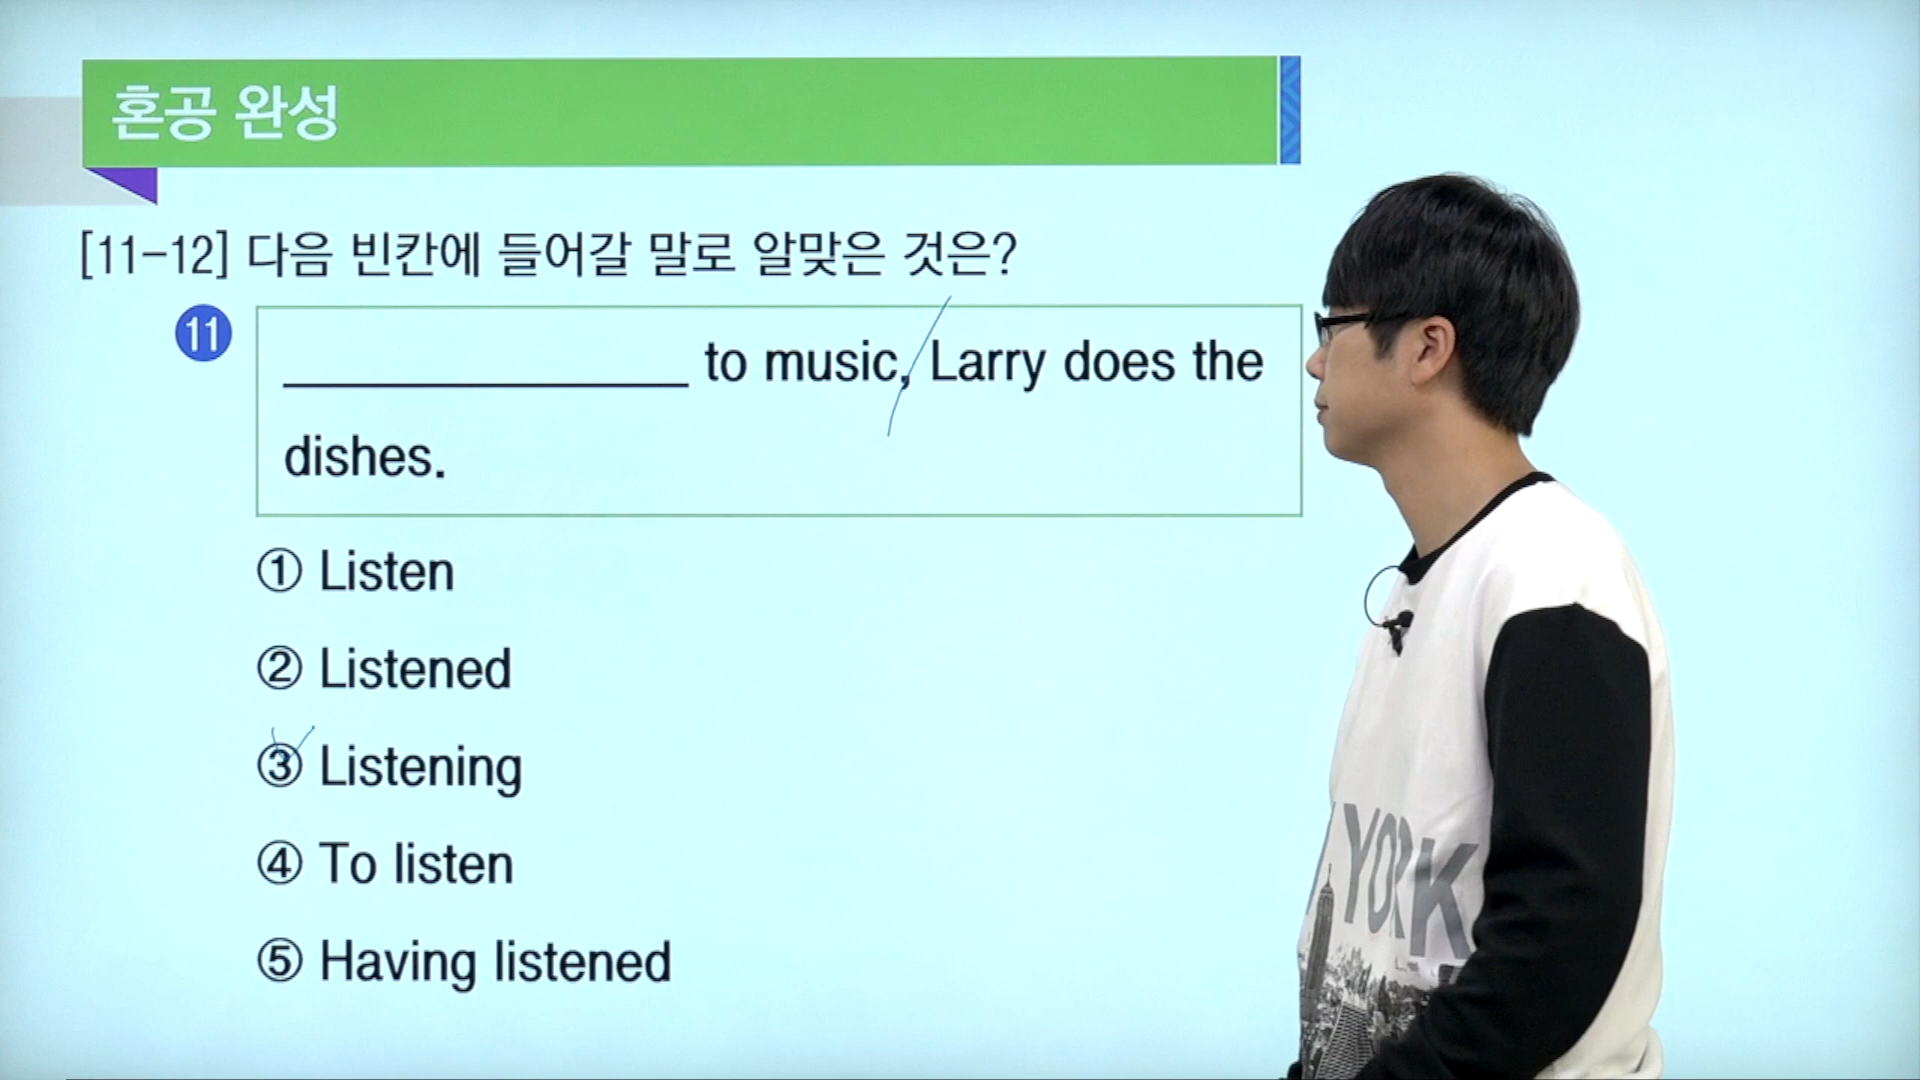 혼공 완성
[11-12] 다음 빈칸에 들어갈 말로 알맞은 것은?
11
____________ to music, Larry does the
dishes.
① Listen
② Listened
③ Listening
④ To listen
⑤ Having listened
YORK